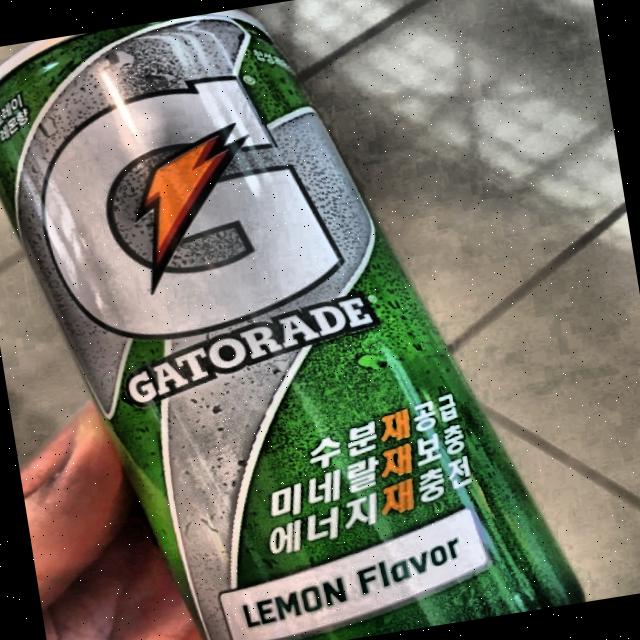 G
GATORADE
수 분 재 공 급
미 네 랄 재 보 충
에 너 지 재 충 전
LEMON Flavor